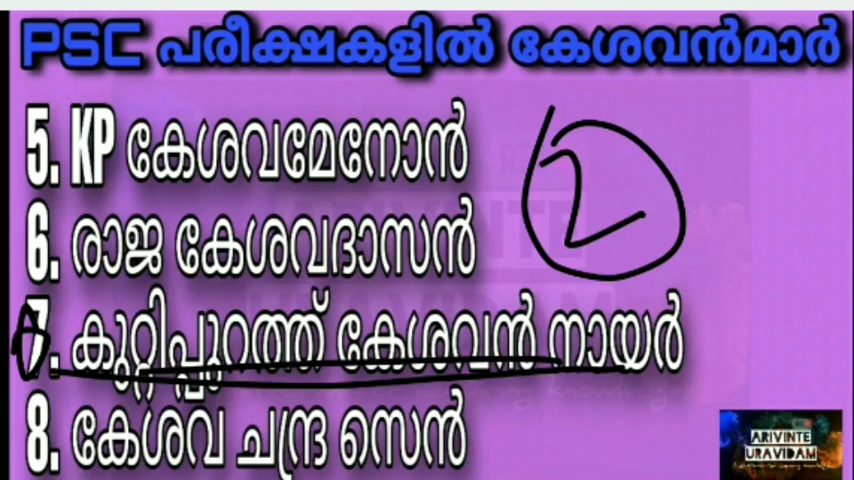 PSC പരീക്ഷകളിൽ കേശവൻമാർ
5. KP കേശവമേനോൻ
2
6. രാജ കേശവദാസൻ
7. കുറ്റിപ്പുറത്ത് കേശവൻ നായർ
8. കേശവ ചന്ദ്ര സെൻ
ARIVINTE
URAVIDAM